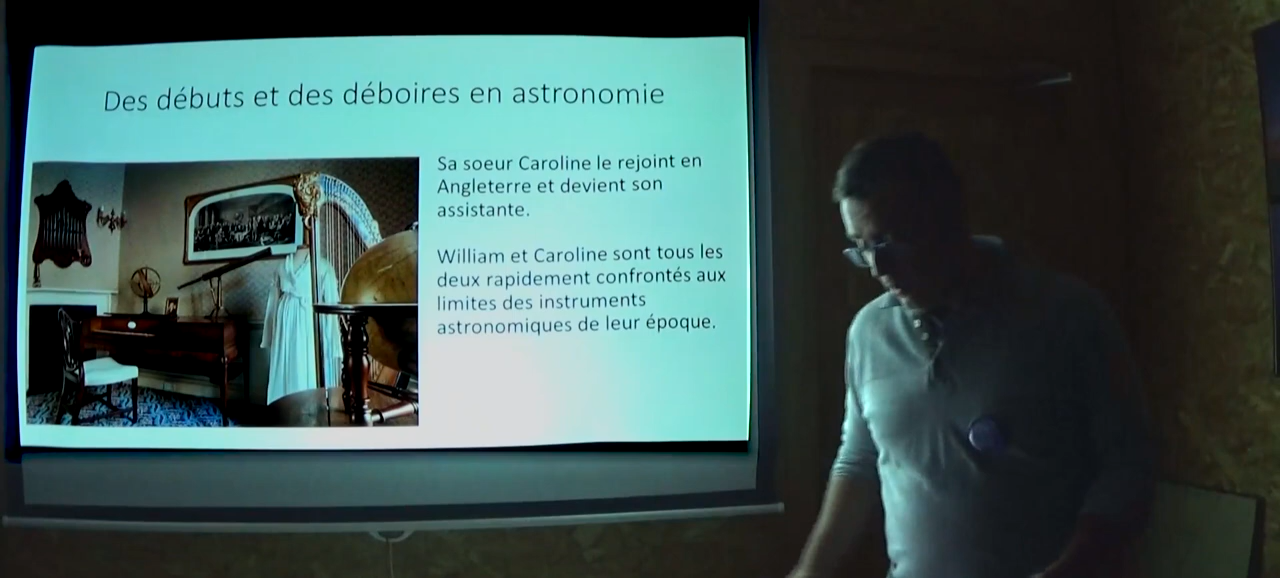 Des débuts et des déboires en astronomie
Sa soeur Caroline le rejoint en
Angleterre et devient son
assistante.
William et Caroline sont tous les
deux rapidement confrontés aux
limites des instruments
astronomiques de leur époque.